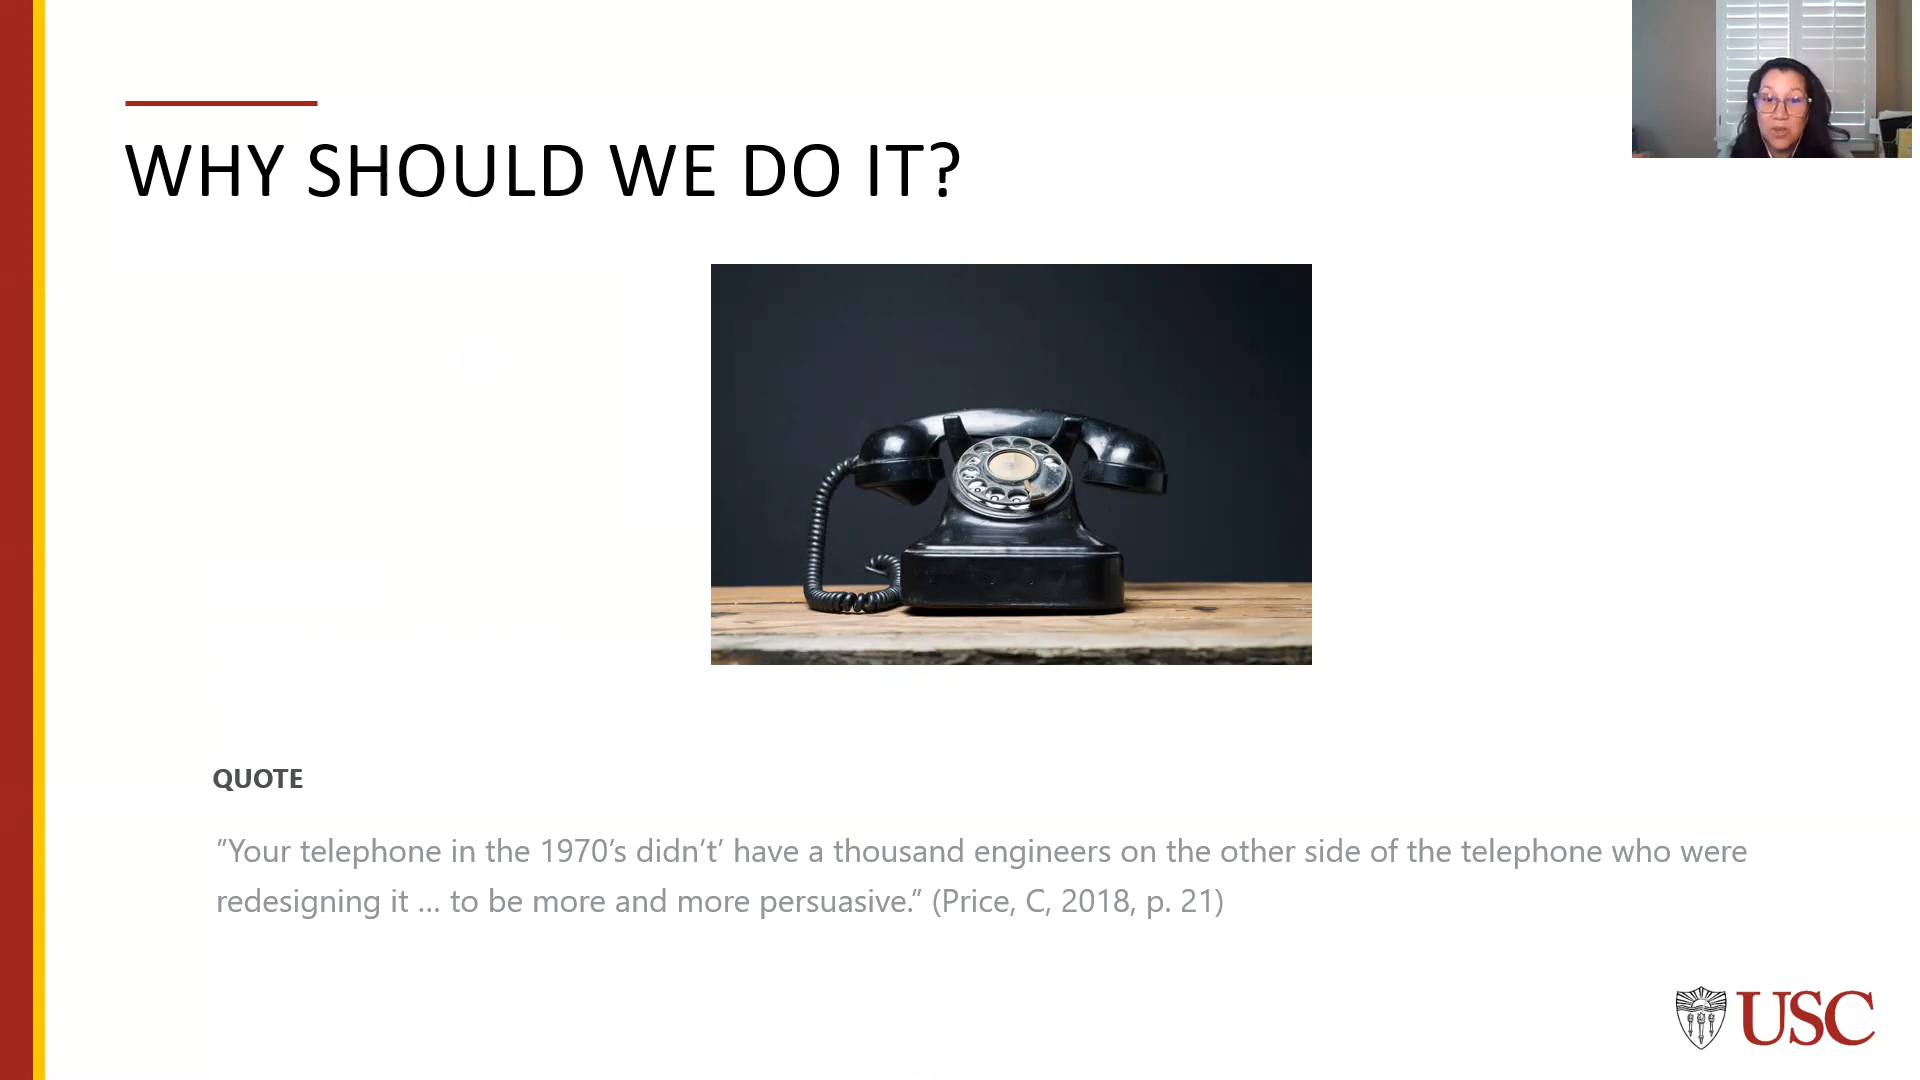 WHY SHOULD WE DO IT?
QUOTE
”Your telephone in the 1970’s didn’t’ have a thousand engineers on the other side of the telephone who were
redesigning it ... to be more and more persuasive.” (Price, C, 2018, p. 21)
USC